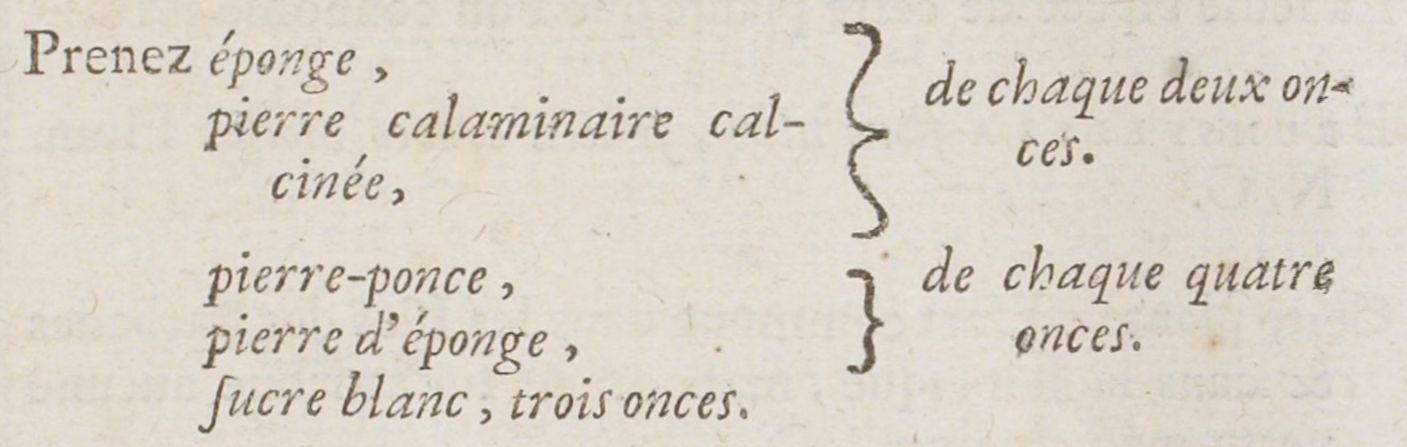 Prenez éponge ,
pierre calaminaire cal-
cinée,
} de chaque deux on-
ces.
pierre-ponce ,
pierre d'éponge ,
} de chaque quatre
onces.
ſucre blanc , trois onces.